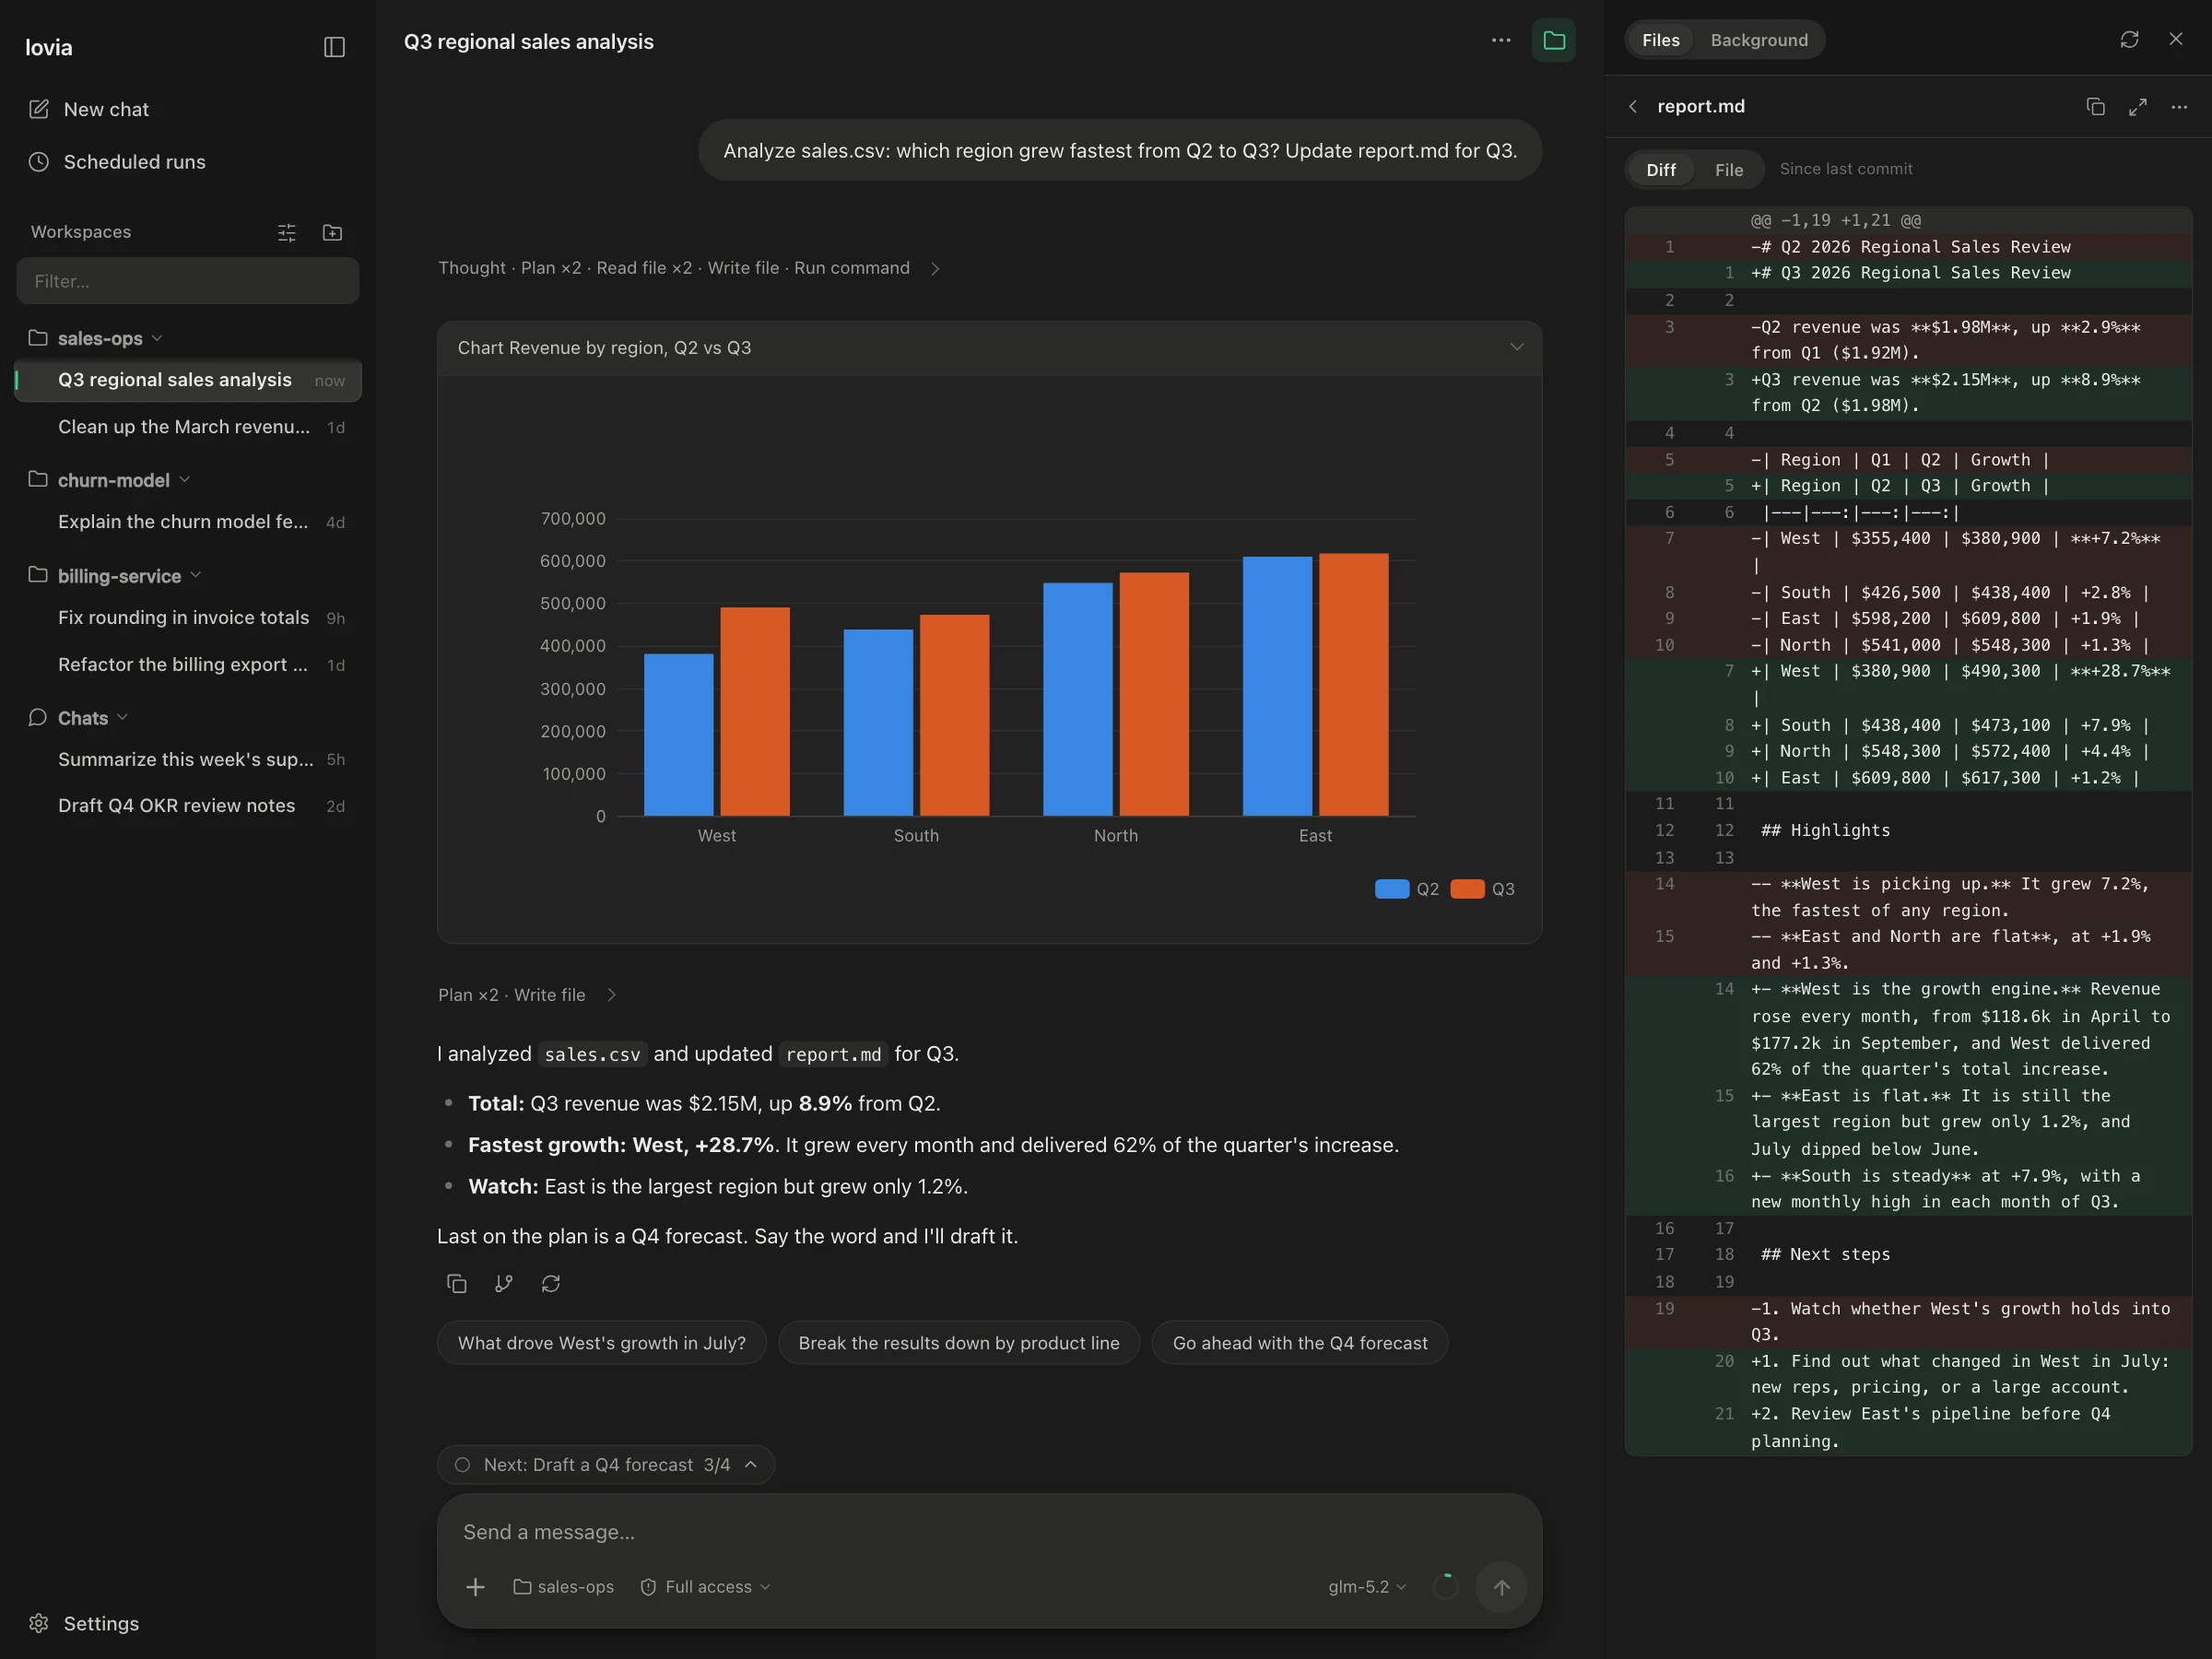 lovia
New chat
Scheduled runs
Workspaces
Filter...
sales-ops
Q3 regional sales analysis now
Clean up the March revenu... 1d
churn-model
Explain the churn model fe... 4d
billing-service
Fix rounding in invoice totals 9h
Refactor the billing export ... 1d
Chats
Summarize this week's sup... 5h
Draft Q4 OKR review notes 2d
Settings
Q3 regional sales analysis
Analyze sales.csv: which region grew fastest from Q2 to Q3? Update report.md for Q3.
Thought · Plan ×2 · Read file ×2 · Write file · Run command
Chart Revenue by region, Q2 vs Q3
700,000
600,000
500,000
400,000
300,000
200,000
100,000
0
West South North East
Q2 Q3
Plan ×2 · Write file
I analyzed sales.csv and updated report.md for Q3.
• Total: Q3 revenue was $2.15M, up 8.9% from Q2.
• Fastest growth: West, +28.7%. It grew every month and delivered 62% of the quarter's increase.
• Watch: East is the largest region but grew only 1.2%.
Last on the plan is a Q4 forecast. Say the word and I'll draft it.
What drove West's growth in July? Break the results down by product line Go ahead with the Q4 forecast
Next: Draft a Q4 forecast 3/4
Send a message...
sales-ops Full access glm-5.2
Files Background
report.md
Diff File Since last commit
@@ -1,19 +1,21 @@
1 -# Q2 2026 Regional Sales Review
1 +# Q3 2026 Regional Sales Review
2 2
3 -Q2 revenue was **$1.98M**, up **2.9%**
from Q1 ($1.92M).
3 +Q3 revenue was **$2.15M**, up **8.9%**
from Q2 ($1.98M).
4 4
5 -| Region | Q1 | Q2 | Growth |
5 +| Region | Q2 | Q3 | Growth |
6 6 |---|---:|---:|---:|
7 -| West | $355,400 | $380,900 | **+7.2%**
|
8 -| South | $426,500 | $438,400 | +2.8% |
9 -| East | $598,200 | $609,800 | +1.9% |
10 -| North | $541,000 | $548,300 | +1.3% |
7 +| West | $380,900 | $490,300 | **+28.7%**
|
8 +| South | $438,400 | $473,100 | +7.9% |
9 +| North | $548,300 | $572,400 | +4.4% |
10 +| East | $609,800 | $617,300 | +1.2% |
11 11
12 12 ## Highlights
13 13
14 -- **West is picking up.** It grew 7.2%,
the fastest of any region.
15 -- **East and North are flat**, at +1.9%
and +1.3%.
14 +- **West is the growth engine.** Revenue
rose every month, from $118.6k in April to
$177.2k in September, and West delivered
62% of the quarter's total increase.
15 +- **East is flat.** It is still the
largest region but grew only 1.2%, and
July dipped below June.
16 +- **South is steady** at +7.9%, with a
new monthly high in each month of Q3.
16 17
17 18 ## Next steps
18 19
19 -1. Watch whether West's growth holds into
Q3.
20 +1. Find out what changed in West in July:
new reps, pricing, or a large account.
21 +2. Review East's pipeline before Q4
planning.